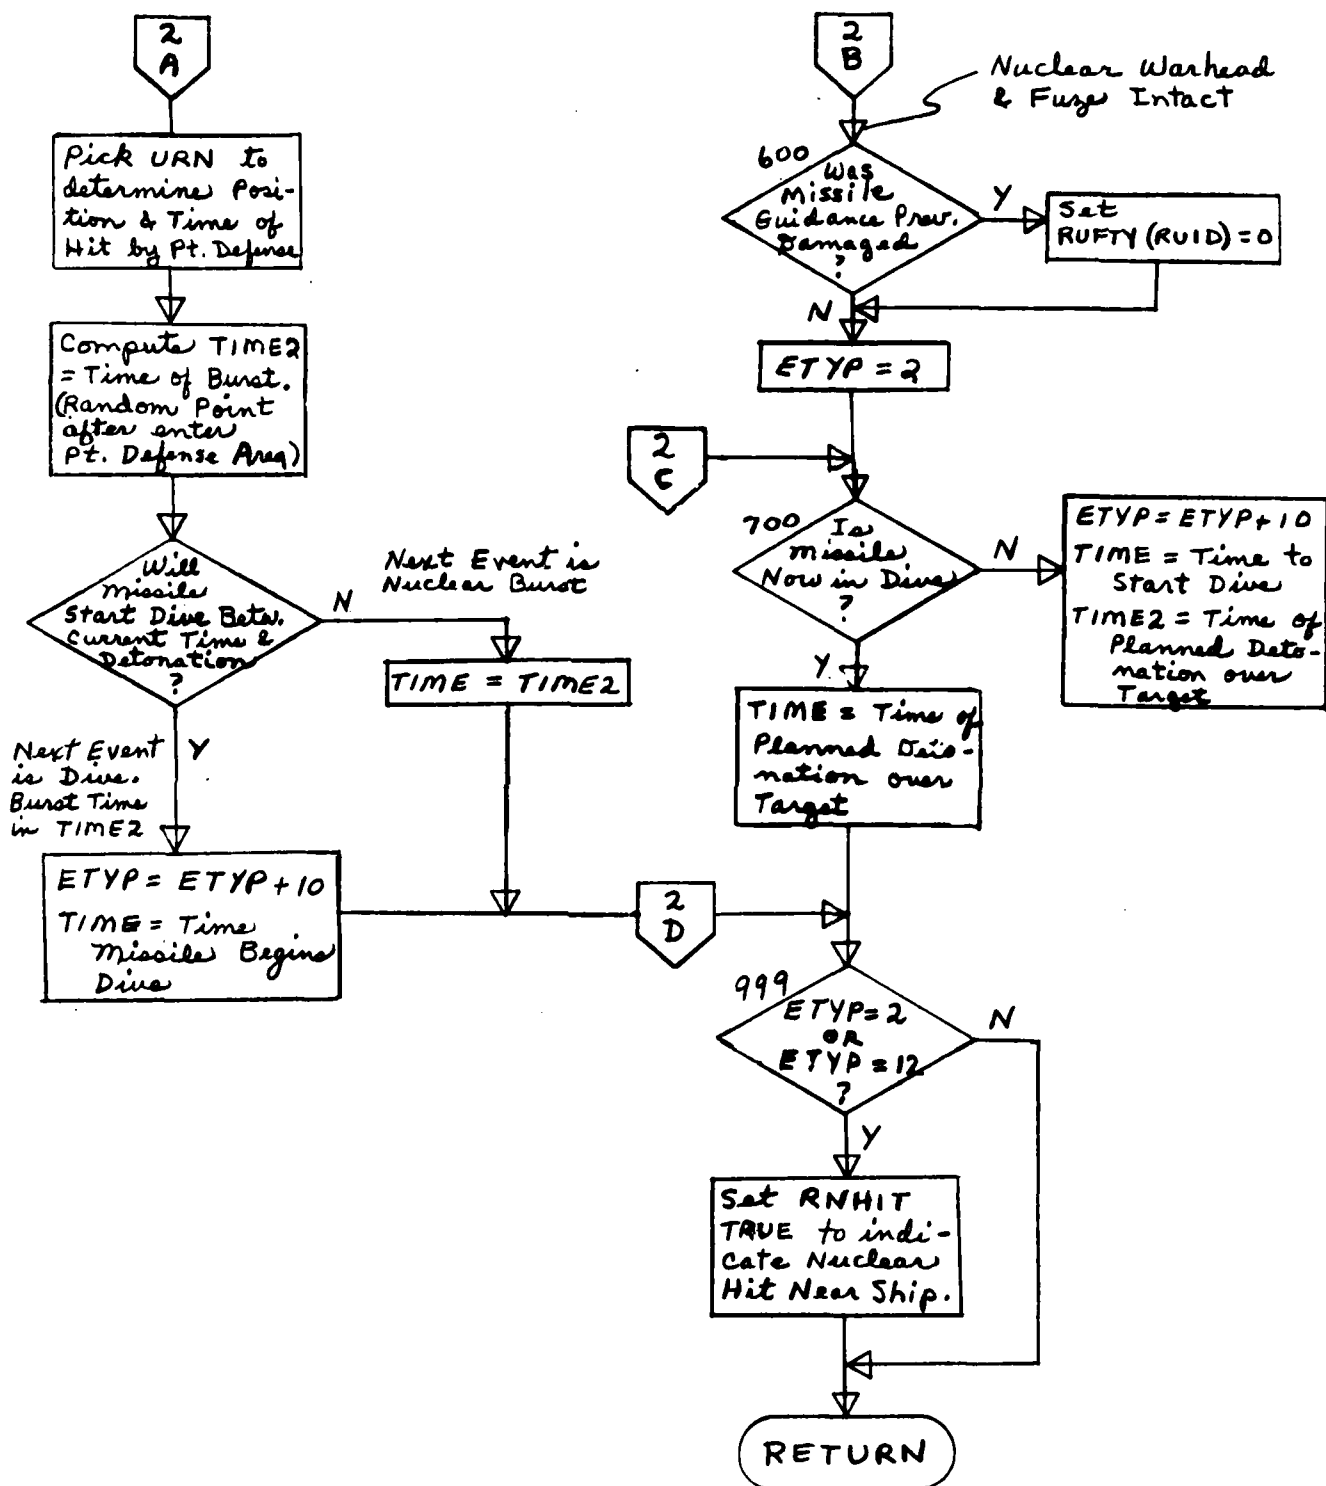 2
A
Pick URN to
determine Posi-
tion & Time of
Hit by Pt. Defense
Compute TIME2
= Time of Burst.
(Random Point
after enter
Pt. Defense Area)
Will
Missile
Start Dive Betw.
Current Time &
Detonation
?
N
Next Event is
Nuclear Burst
TIME = TIME2
Next Event
is Dive.
Burst Time
in TIME2
Y
ETYP = ETYP + 10
TIME = Time
Missile Begins
Dive
2
B
Nuclear Warhead
& Fuze Intact
600
Was
Missile
Guidance Prev.
Damaged
?
Y
Set
RUFTY (RUID) = 0
N
ETYP = 2
2
C
700
Is
Missile
Now in Dive
?
N
ETYP = ETYP + 10
TIME = Time to
Start Dive
TIME2 = Time of
Planned Deto-
nation over
Target
Y
TIME = Time of
Planned Deto-
nation over
Target
2
D
999
ETYP = 2
OR
ETYP = 12
?
N
Y
Set RNHIT
TRUE to indi-
cate Nuclear
Hit Near Ship.
RETURN